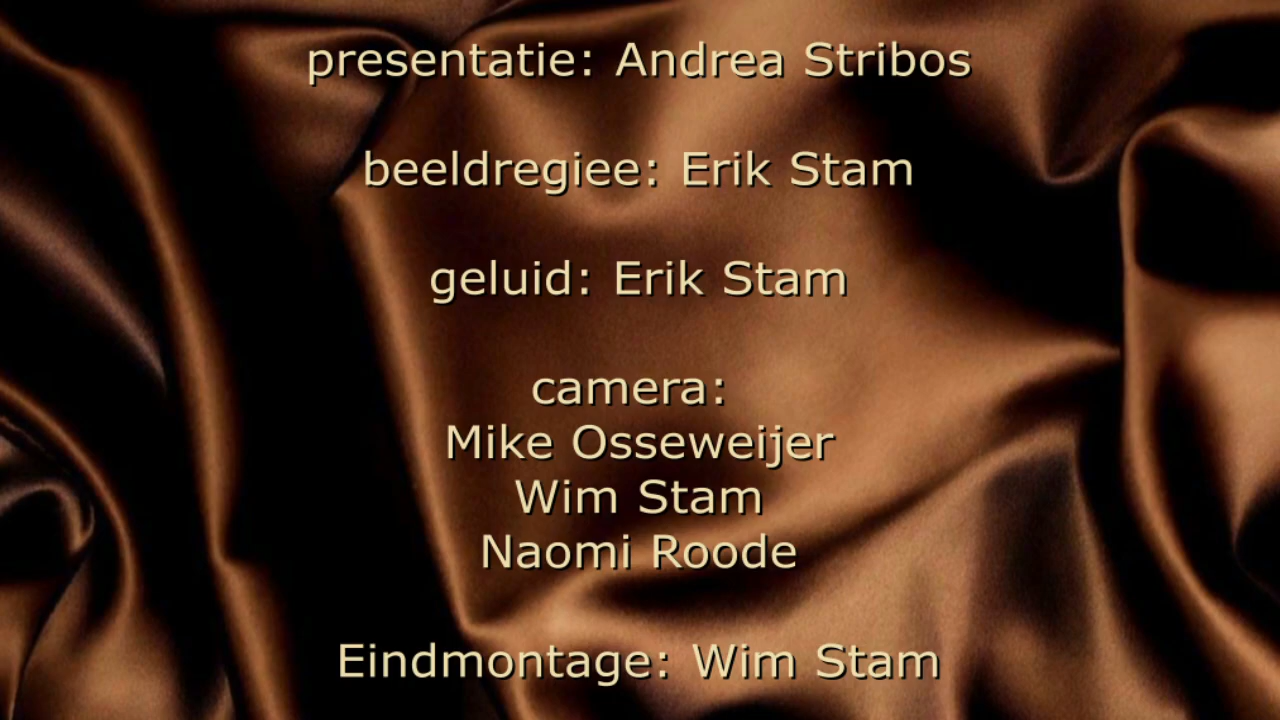 presentatie: Andrea Stribos
beeldregiee: Erik Stam
geluid: Erik Stam
camera:
Mike Osseweijer
Wim Stam
Naomi Roode
Eindmontage: Wim Stam